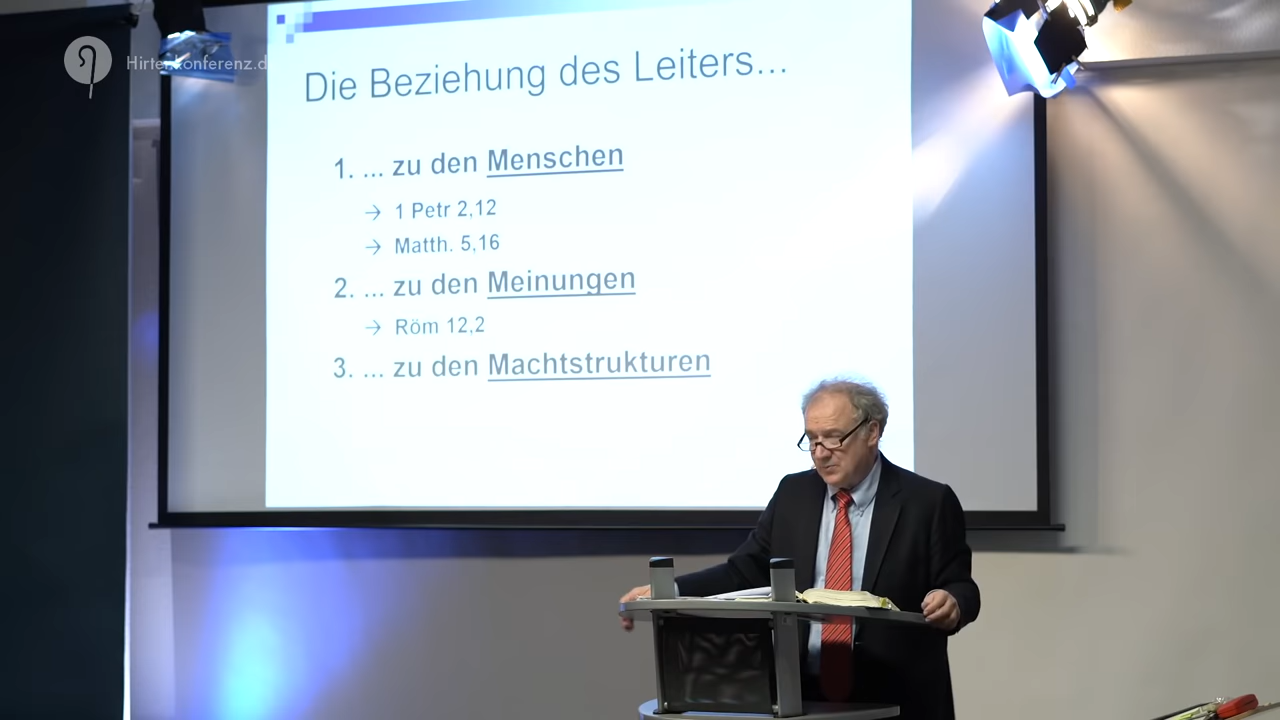 Hirtenkonferenz.d
Die Beziehung des Leiters...
1. ... zu den Menschen
→ 1 Petr 2,12
→ Matth. 5,16
2. ... zu den Meinungen
→ Röm 12,2
3. ... zu den Machtstrukturen